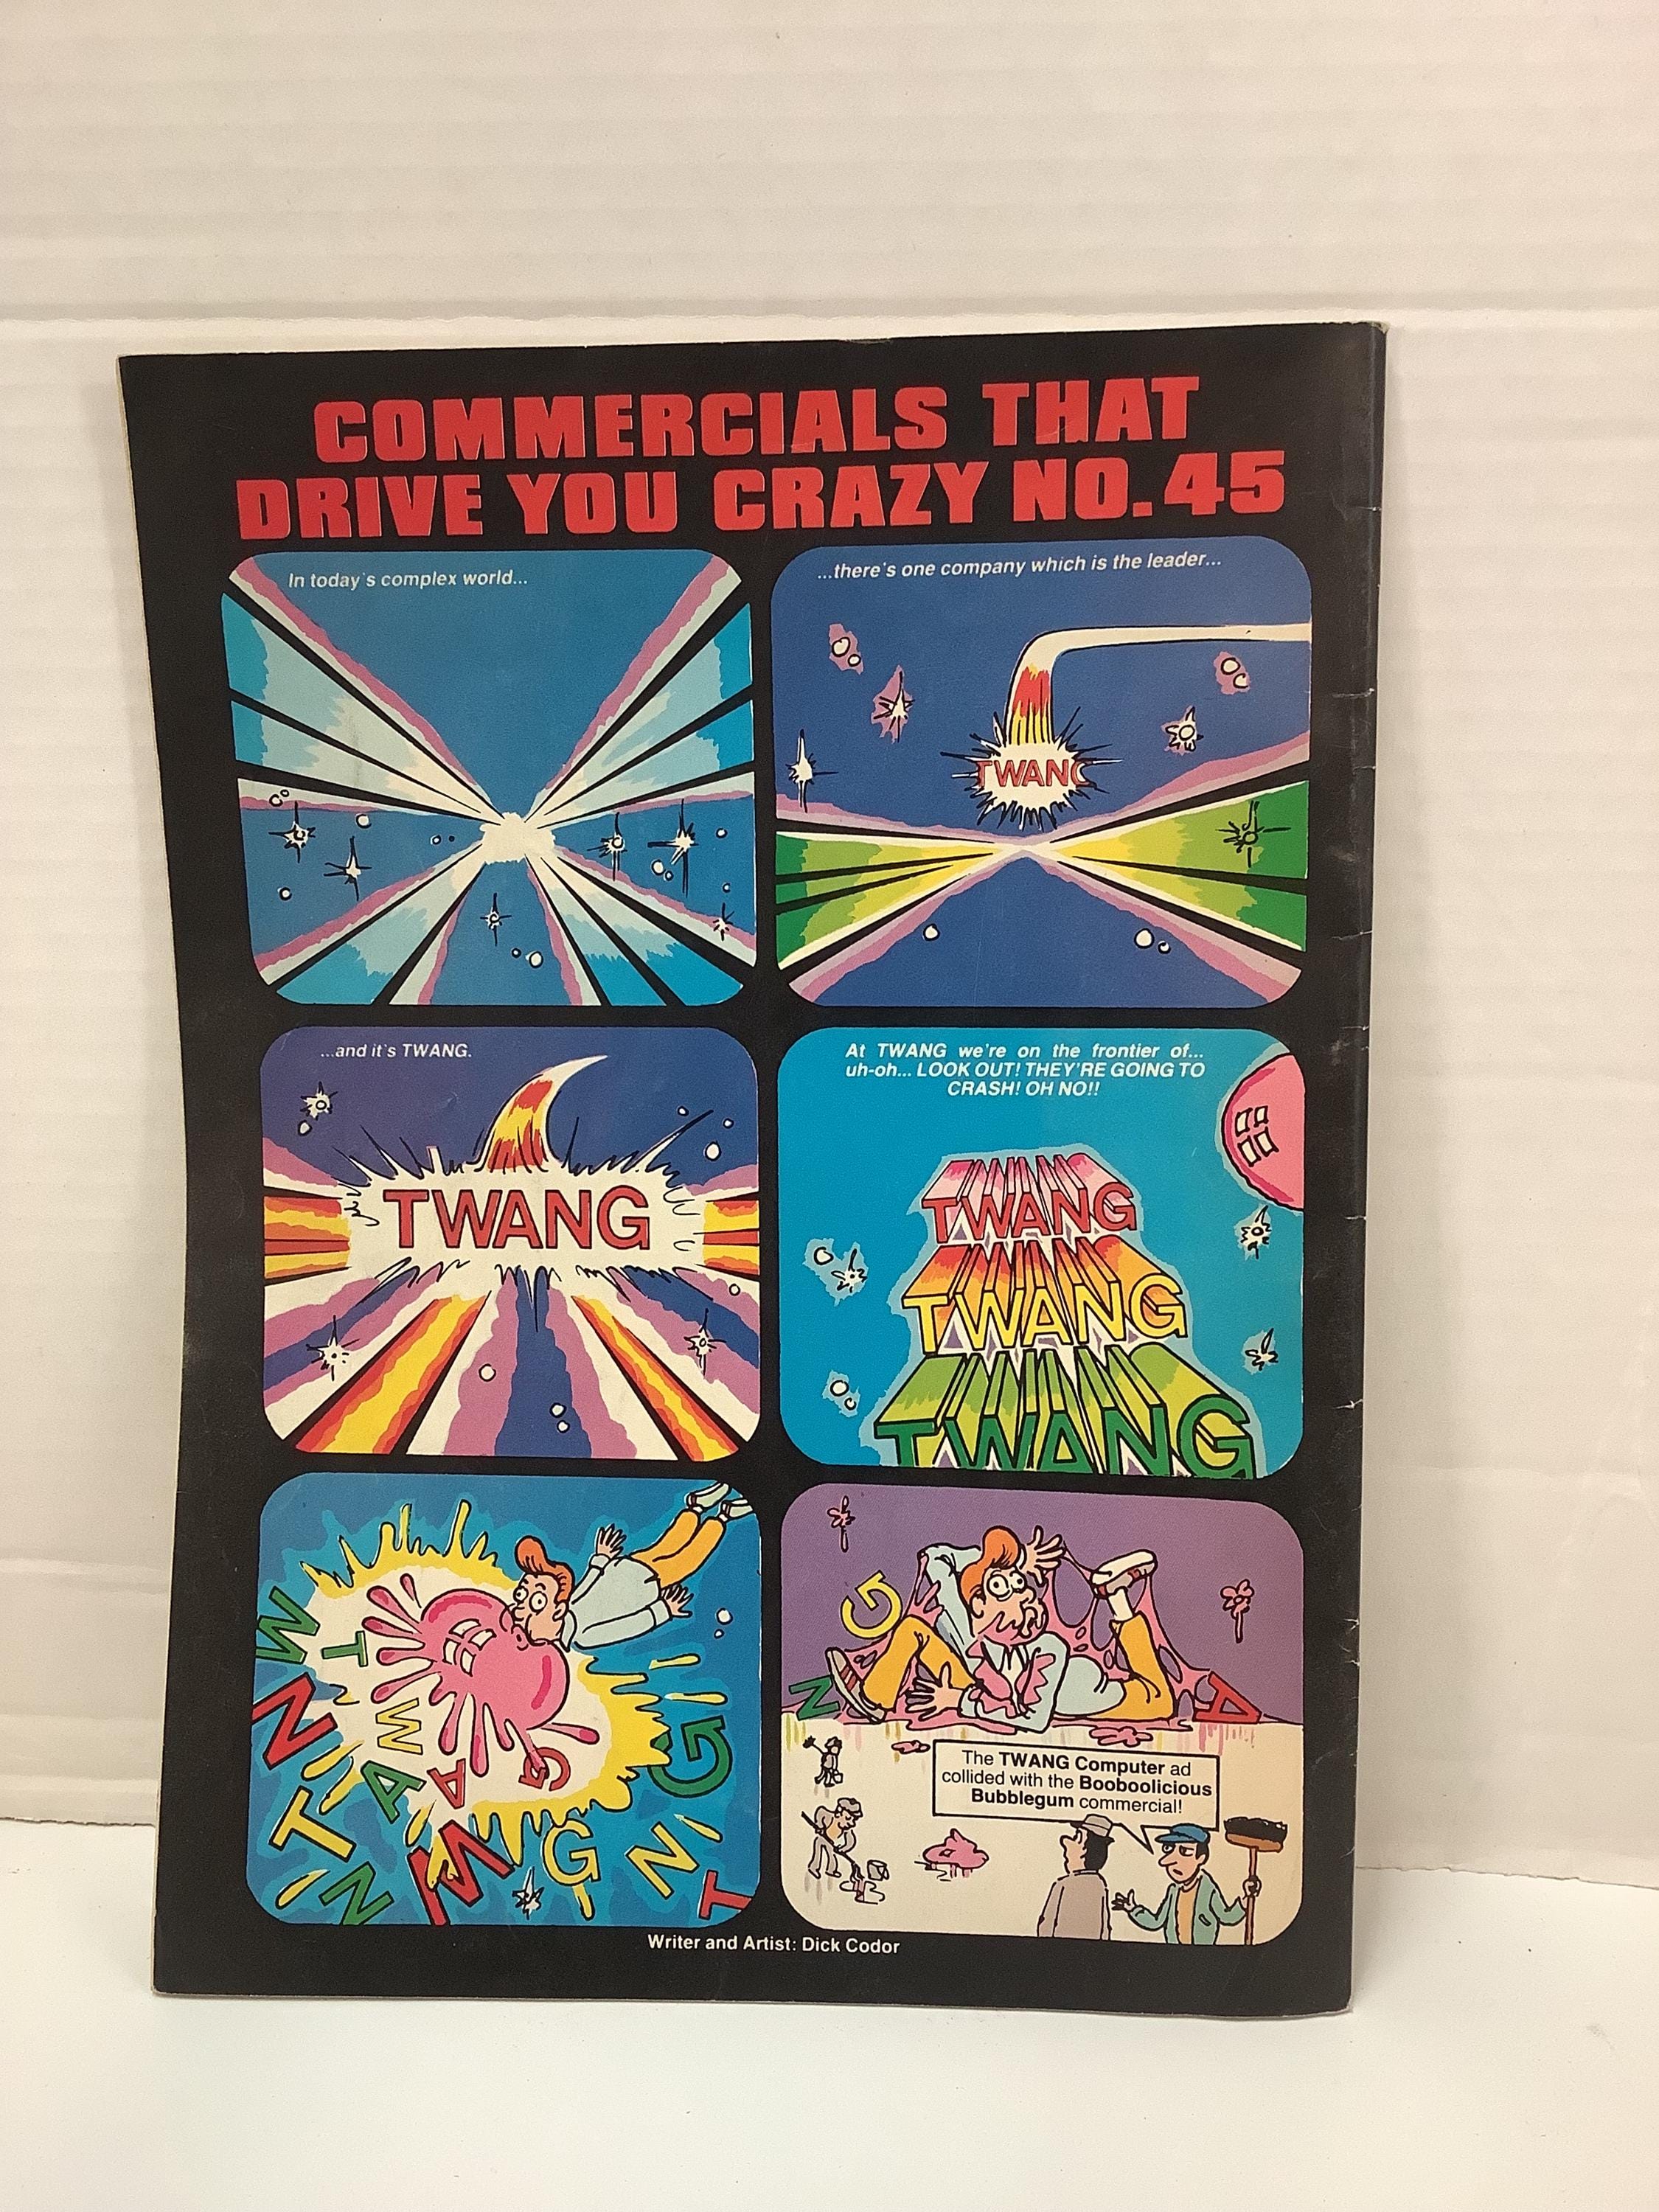 COMMERCIALS THAT
DRIVE YOU CRAZY NO. 45
In today's complex world...
...there's one company which is the leader...
TWANG
...and it's TWANG.
TWANG
At TWANG we're on the frontier of...
uh-oh... LOOK OUT! THEY'RE GOING TO
CRASH! OH NO!!
TWANG
TWANG
TWANG
W
T
N
W
T
A
A
G
G
T
N
W
G
N
T
G
N
A
The TWANG Computer ad
collided with the Booboolicious
Bubblegum commercial!
Writer and Artist: Dick Codor